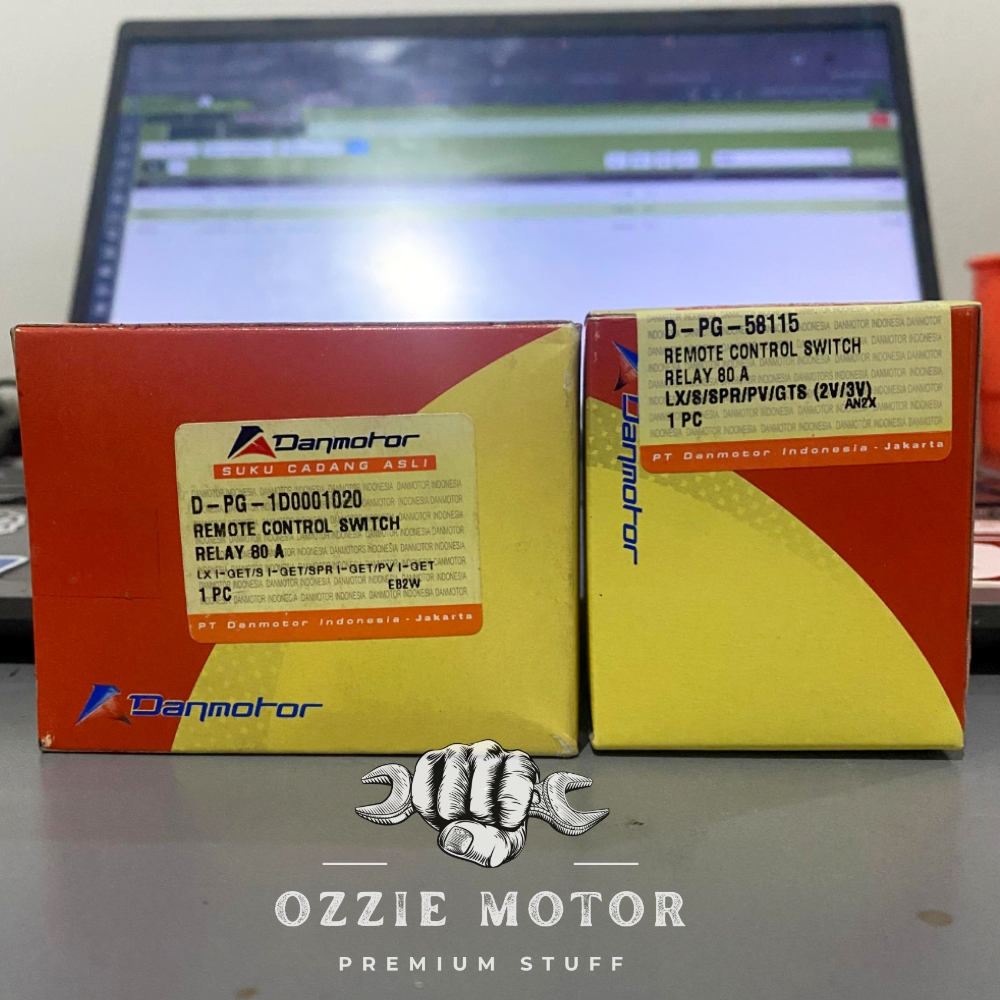 Danmotor
SUKU CADANG ASLI
D-PG-1D0001020
REMOTE CONTROL SWITCH
RELAY 80 A
LX I-GET/S I-GET/SPR I-GET/PV I-GET
1 PC
EB2W
PT Danmotor Indonesia - Jakarta
Danmotor
D-PG-58115
REMOTE CONTROL SWITCH
RELAY 80 A
LX/S/SPR/PV/GTS (2V/3V)
AN2X
1 PC
PT Danmotor Indonesia - Jakarta
Danmotor
OZZIE MOTOR
PREMIUM STUFF